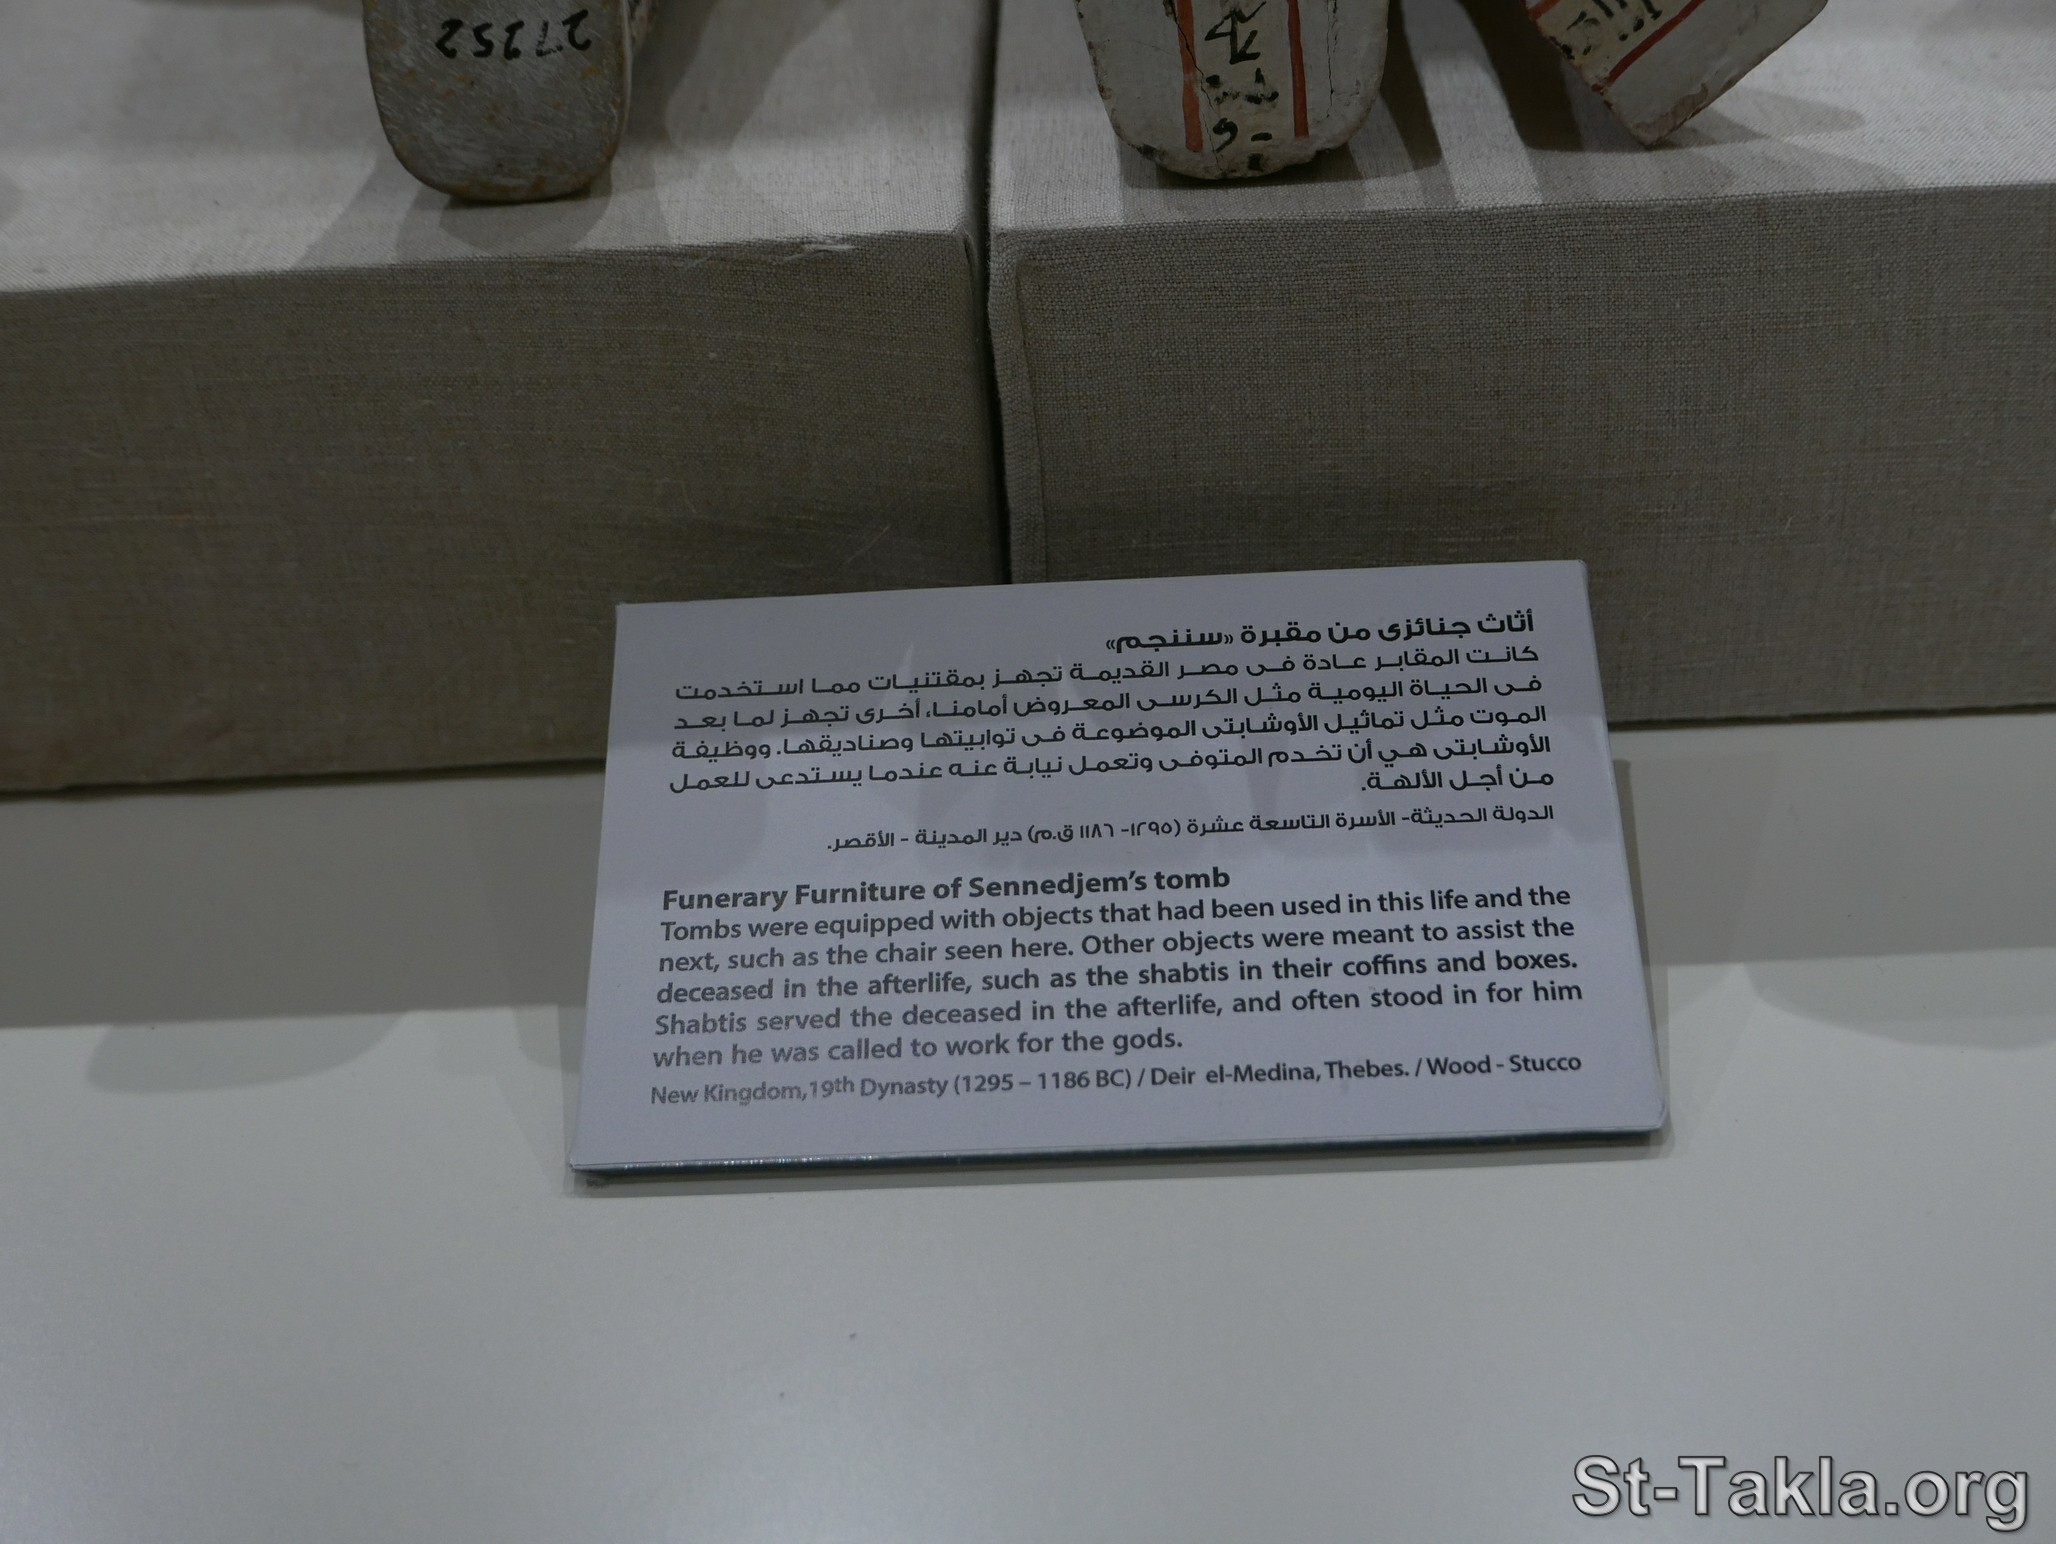 27252
أثاث جنائزى من مقبرة «سننجم»
كانت المقابر عادة فى مصر القديمة تجهز بمقتنيات مما استخدمت
فى الحياة اليومية مثل الكرسى المعروض أمامنا، أخرى تجهز لما بعد
الموت مثل تماثيل الأوشابتى الموضوعة فى توابيتها وصناديقها. ووظيفة
الأوشابتى هي أن تخدم المتوفى وتعمل نيابة عنه عندما يستدعى للعمل
من أجل الألهة.
الدولة الحديثة- الأسرة التاسعة عشرة (١٢٩٥- ١١٨٦ ق.م) دير المدينة - الأقصر.
Funerary Furniture of Sennedjem's tomb
Tombs were equipped with objects that had been used in this life and the
next, such as the chair seen here. Other objects were meant to assist the
deceased in the afterlife, such as the shabtis in their coffins and boxes.
Shabtis served the deceased in the afterlife, and often stood in for him
when he was called to work for the gods.
New Kingdom,19th Dynasty (1295 – 1186 BC) / Deir el-Medina, Thebes. / Wood - Stucco
St-Takla.org